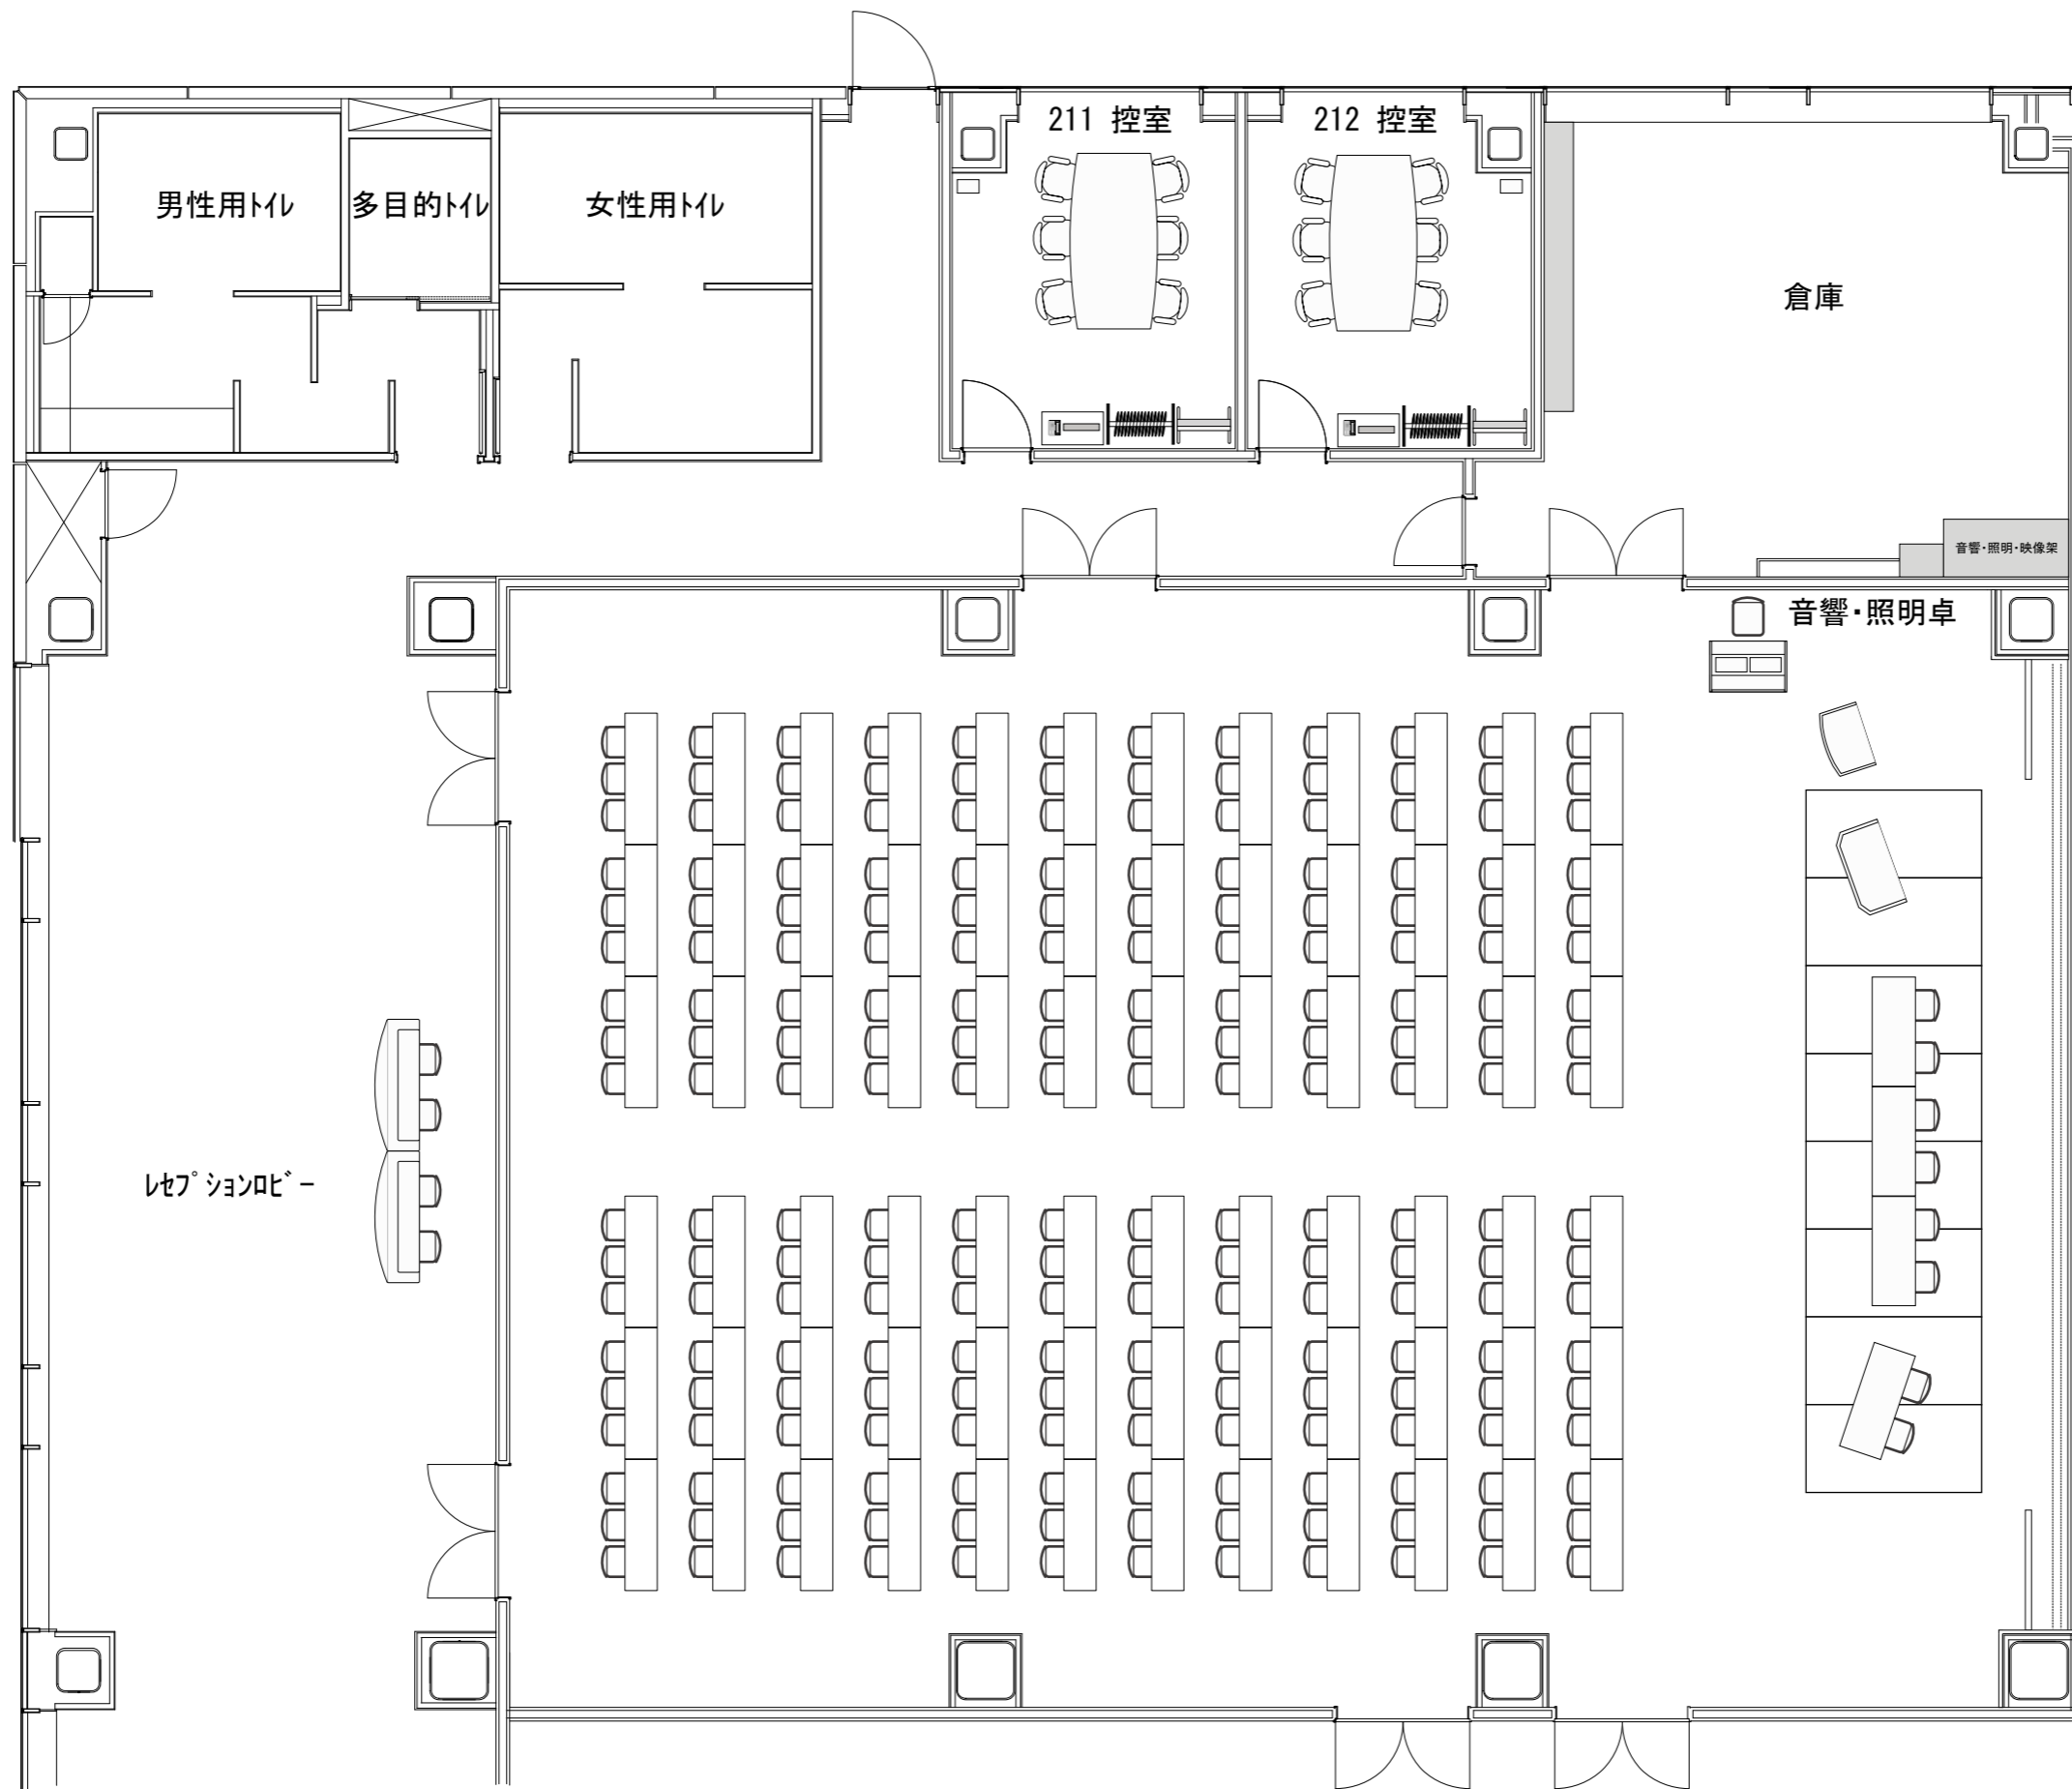 211 控室
212 控室
男性用ﾄｲﾚ
多目的ﾄｲﾚ
女性用ﾄｲﾚ
倉庫
音響・照明・映像架
音響・照明卓
ﾚｾﾌﾟｼｮﾝﾛﾋﾞｰ